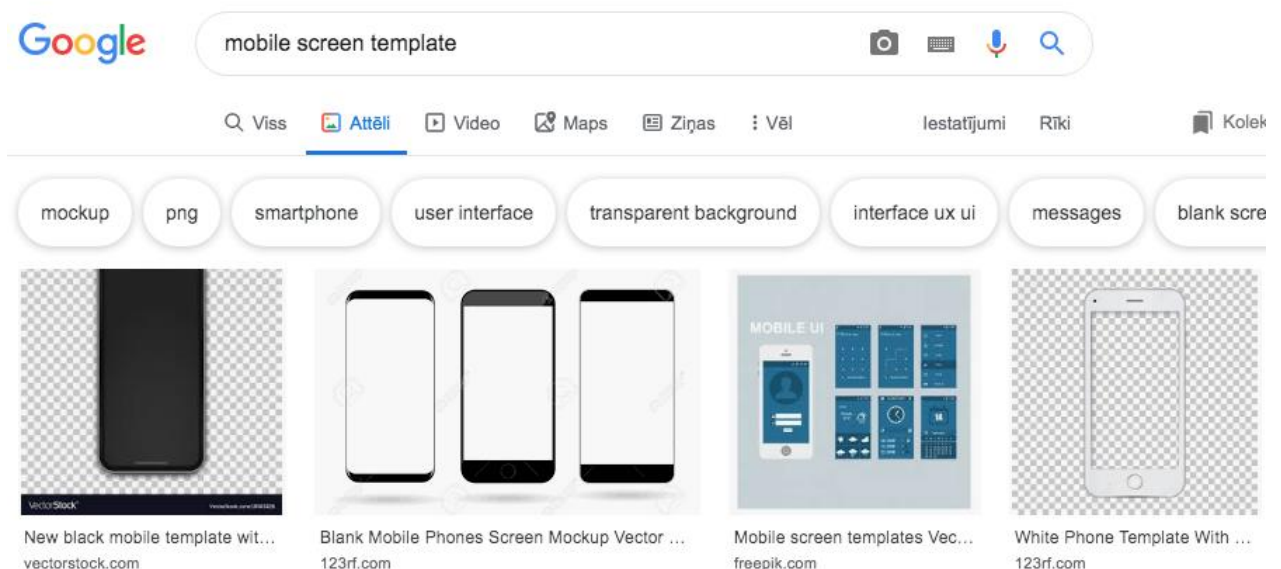 Google
mobile screen template
Viss Attēli Video Maps Ziņas Vēl Iestatījumi Rīki Kolek
mockup png smartphone user interface transparent background interface ux ui messages blank scre
MOBILE UI
VectorStock
New black mobile template wit... Blank Mobile Phones Screen Mockup Vector ... Mobile screen templates Vec... White Phone Template With ...
vectorstock.com 123rf.com freepik.com 123rf.com